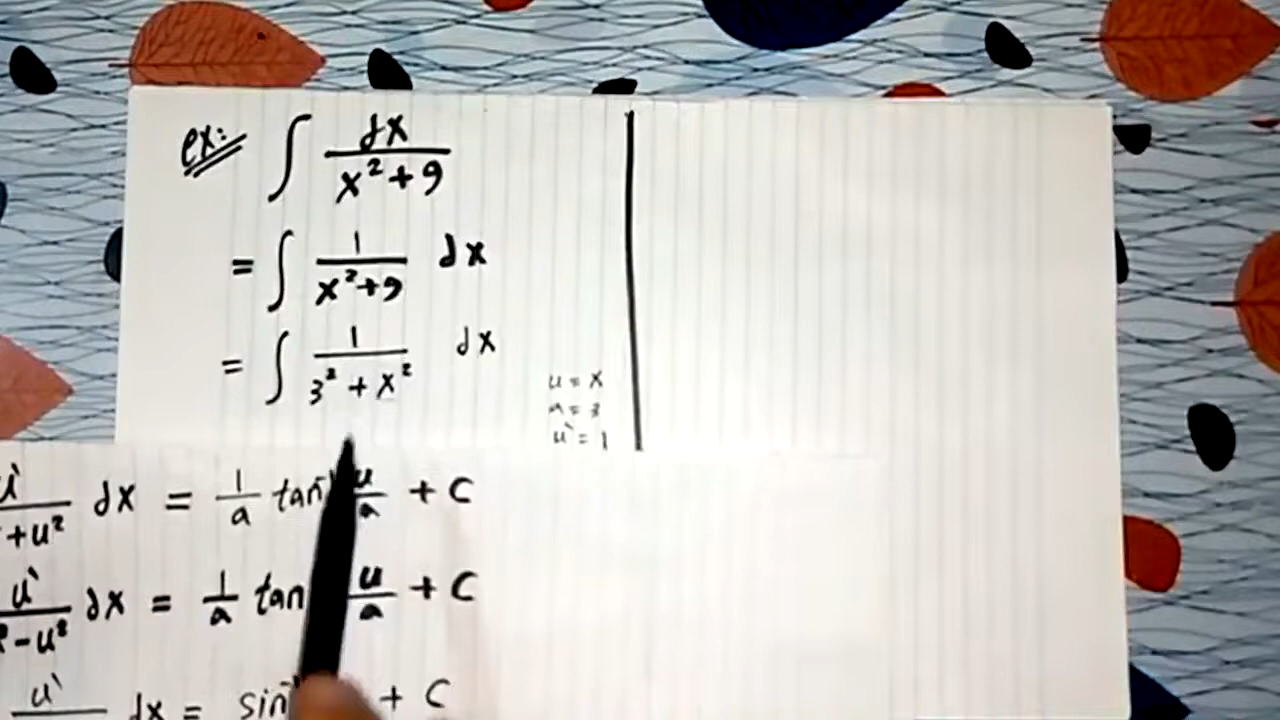 ex: ∫ dx / x² + 9
= ∫ 1 / x² + 9 dx
= ∫ 1 / 3² + x² dx
u = x
a = 3
u` = 1
u` / + u² dx = 1/a tan u/a + C
u` / - u² dx = 1/a tan u/a + C
u` dx = sin + C